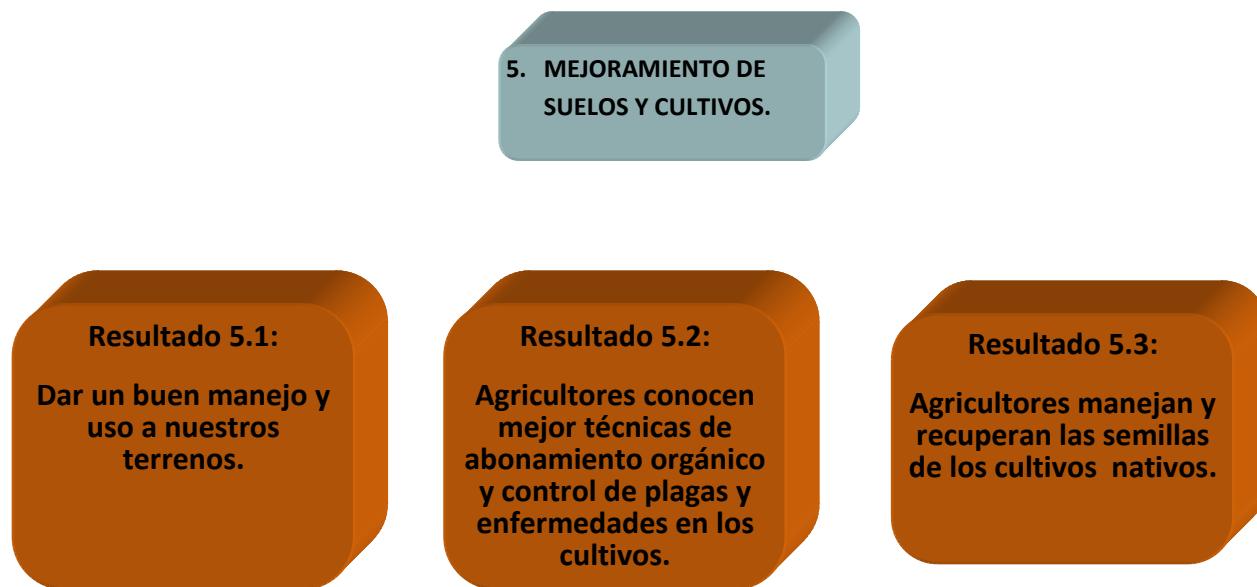 5. MEJORAMIENTO DE
SUELOS Y CULTIVOS.
Resultado 5.1:
Dar un buen manejo y
uso a nuestros
terrenos.
Resultado 5.2:
Agricultores conocen
mejor técnicas de
abonamiento orgánico
y control de plagas y
enfermedades en los
cultivos.
Resultado 5.3:
Agricultores manejan y
recuperan las semillas
de los cultivos  nativos.